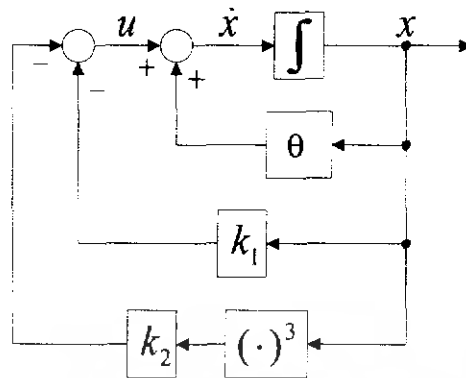 − u + ẋ ∫ x
− +
θ
k₁
k₂ (·)³